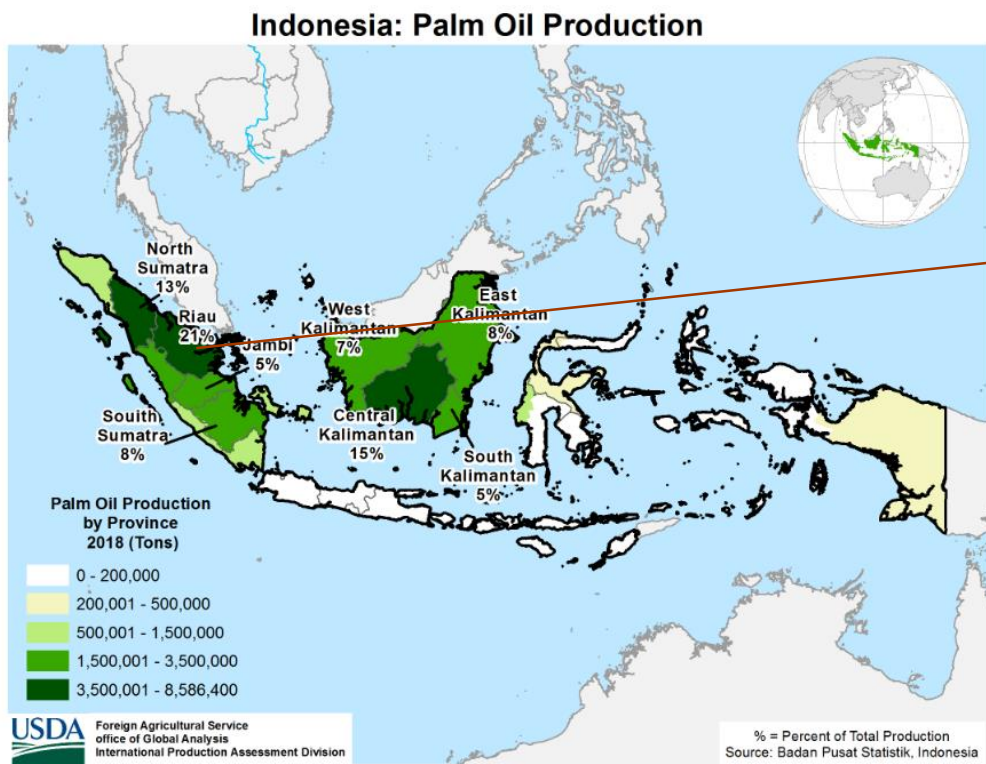 Indonesia: Palm Oil Production
North
Sumatra
13%
Riau
21%
Jambi
5%
West
Kalimantan
7%
East
Kalimantan
8%
Souith
Sumatra
8%
Central
Kalimantan
15%
South
Kalimantan
5%
Palm Oil Production
by Province
2018 (Tons)
0 - 200,000
200,001 - 500,000
500,001 - 1,500,000
1,500,001 - 3,500,000
3,500,001 - 8,586,400
USDA
Foreign Agricultural Service
office of Global Analysis
International Production Assessment Division
% = Percent of Total Production
Source: Badan Pusat Statistik, Indonesia